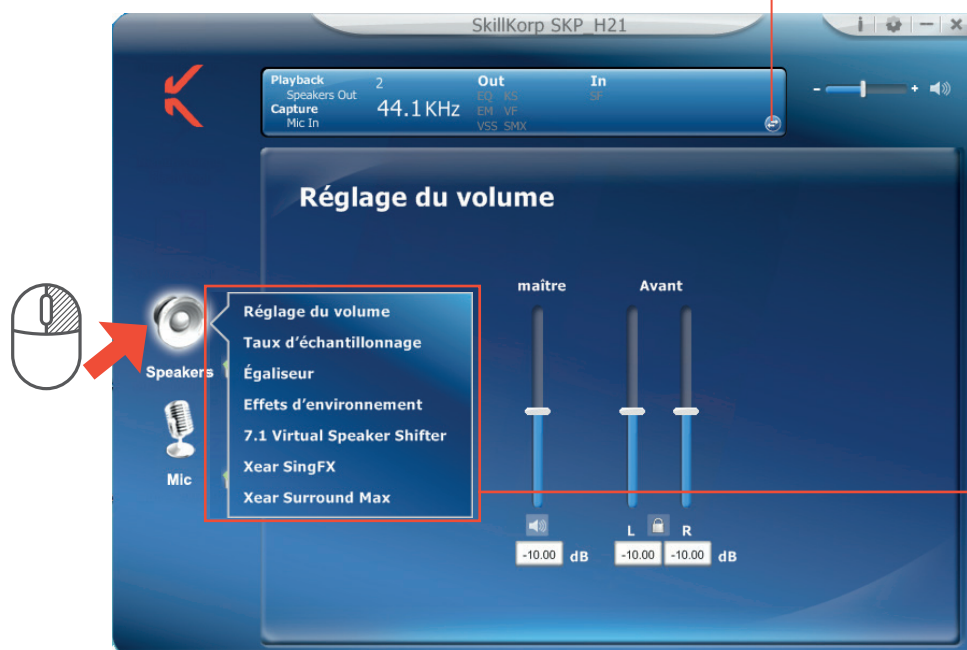 SkillKorp SKP_H21
i
Playback 2 Out In
Speakers Out EQ KS SF
Capture 44.1 KHz EM VF
Mic In VSS SMX
- +
Réglage du volume
maître Avant
Réglage du volume
Taux d'échantillonnage
Égaliseur
Effets d'environnement
7.1 Virtual Speaker Shifter
Xear SingFX
Xear Surround Max
Speakers
Mic
L R
-10.00 dB -10.00 -10.00 dB